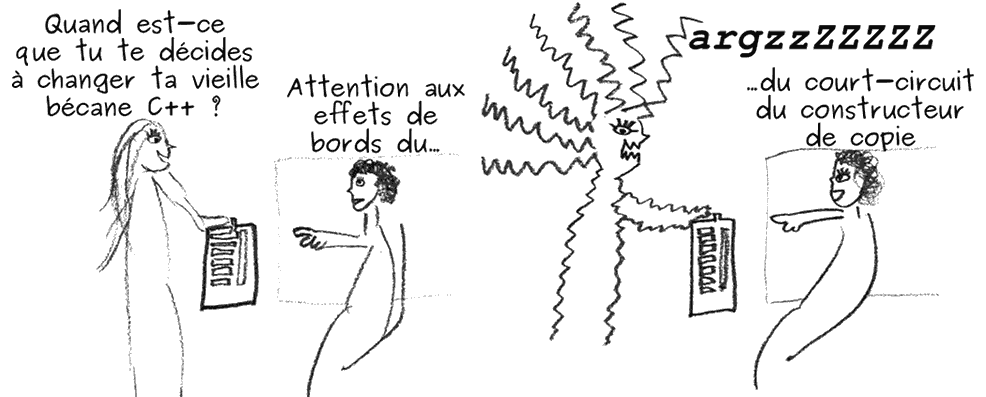 Quand est-ce
que tu te décides
à changer ta vieille
bécane C++ ?
Attention aux
effets de
bords du...
argzzZZZZZ
...du court-circuit
du constructeur
de copie